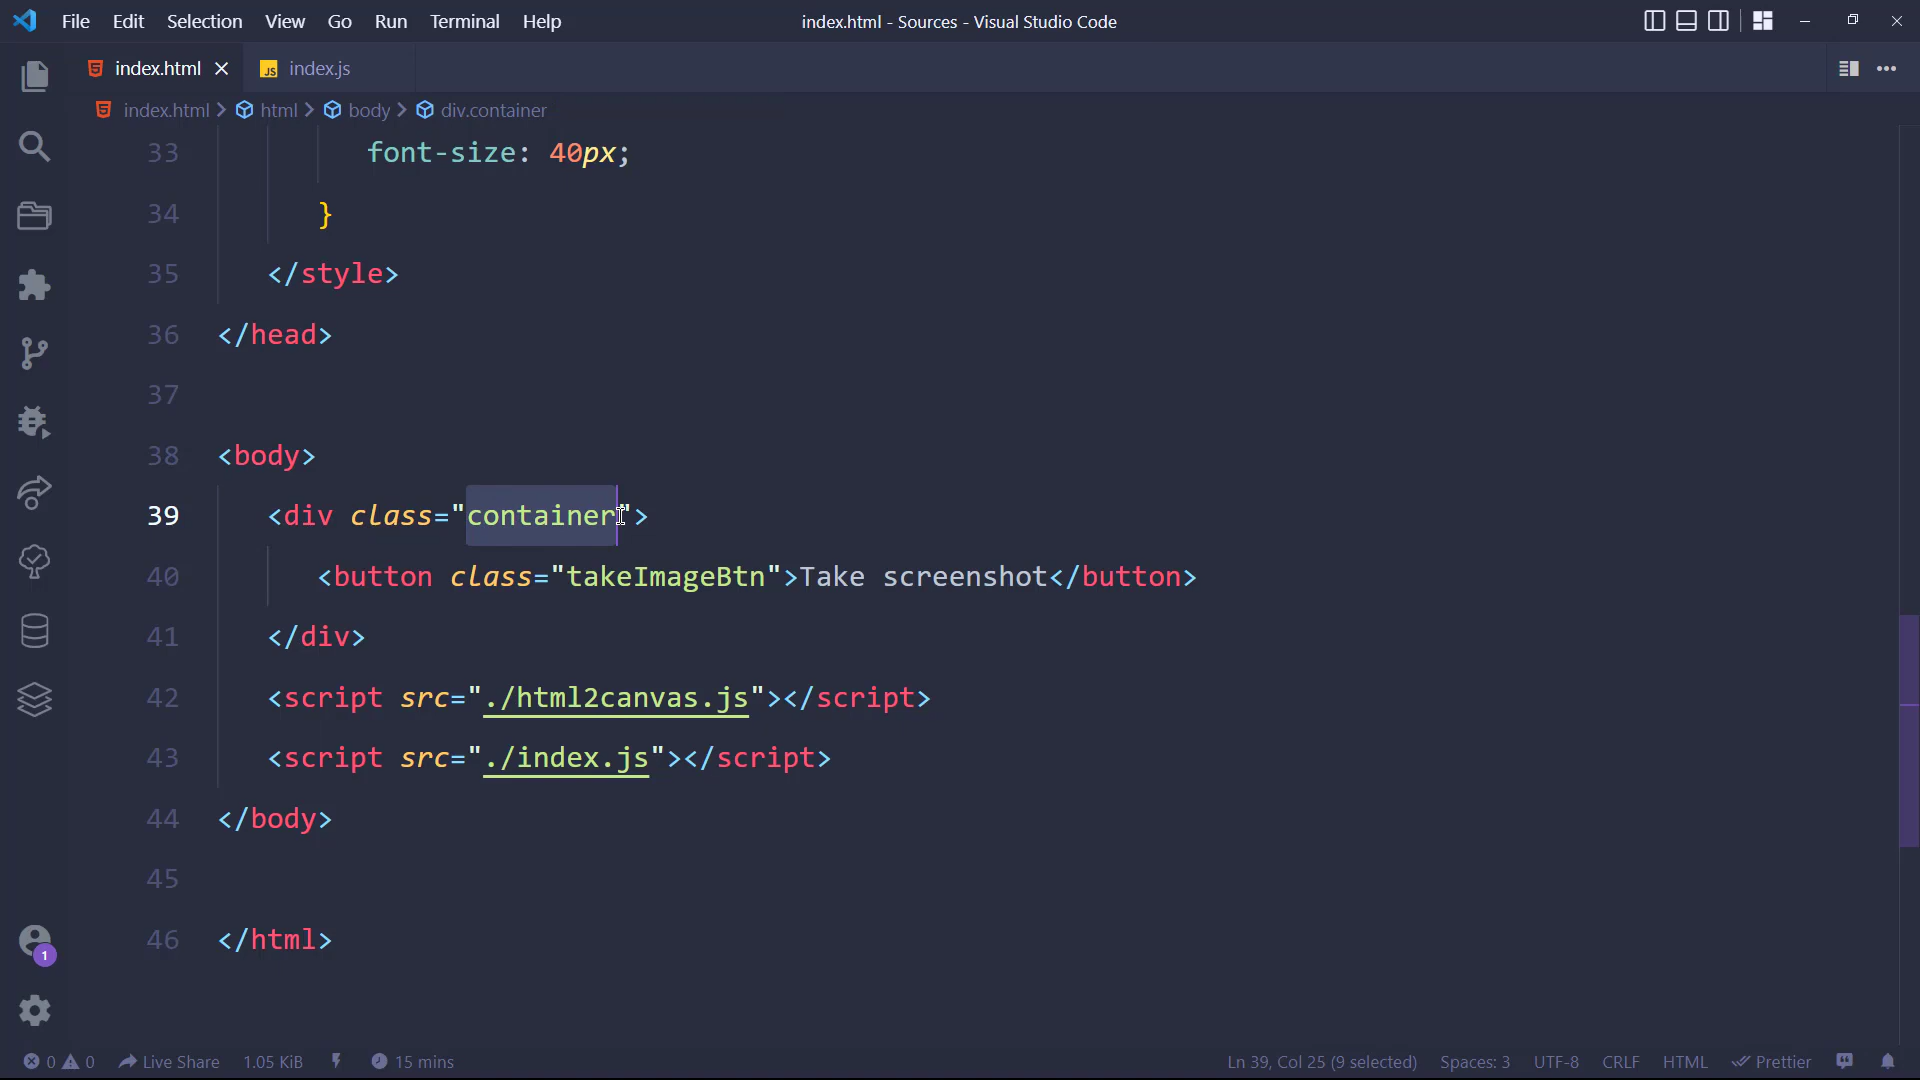 File Edit Selection View Go Run Terminal Help
index.html - Sources - Visual Studio Code
index.html
JS index.js
index.html > html > body > div.container
33 font-size: 40px;
34 }
35 </style>
36 </head>
37
38 <body>
39 <div class="container">
40 <button class="takeImageBtn">Take screenshot</button>
41 </div>
42 <script src="./html2canvas.js"></script>
43 <script src="./index.js"></script>
44 </body>
45
46 </html>
1
0 0 Live Share 1.05 KiB 15 mins Ln 39, Col 25 (9 selected) Spaces: 3 UTF-8 CRLF HTML Prettier